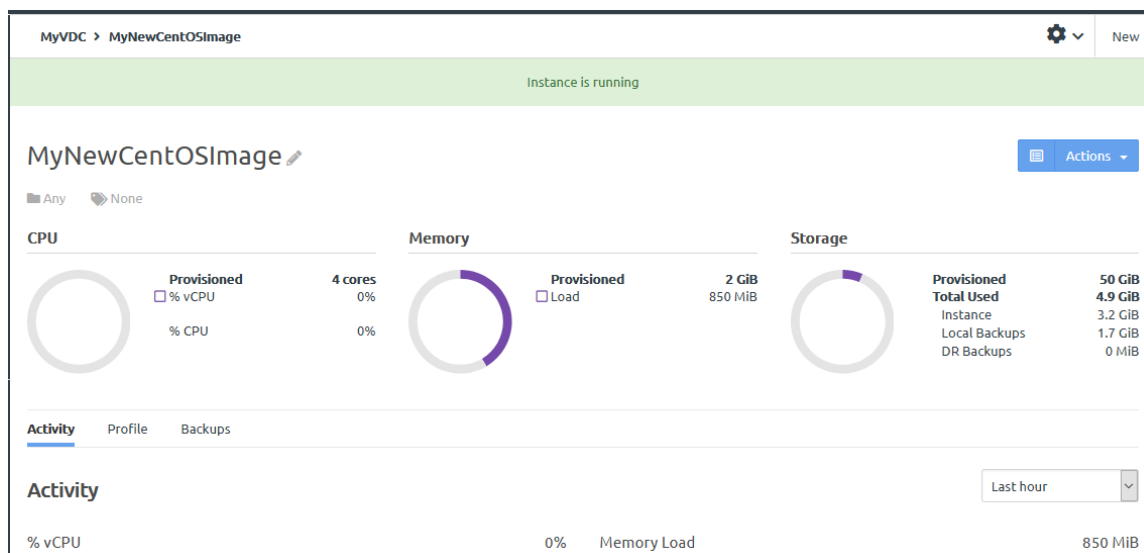 MyVDC > MyNewCentOSImage
New
Instance is running
MyNewCentOSImage
Actions
Any None
CPU
Provisioned 4 cores
% vCPU 0%
% CPU 0%
Memory
Provisioned 2 GiB
Load 850 MiB
Storage
Provisioned 50 GiB
Total Used 4.9 GiB
Instance 3.2 GiB
Local Backups 1.7 GiB
DR Backups 0 MiB
Activity Profile Backups
Activity
Last hour
% vCPU 0% Memory Load 850 MiB